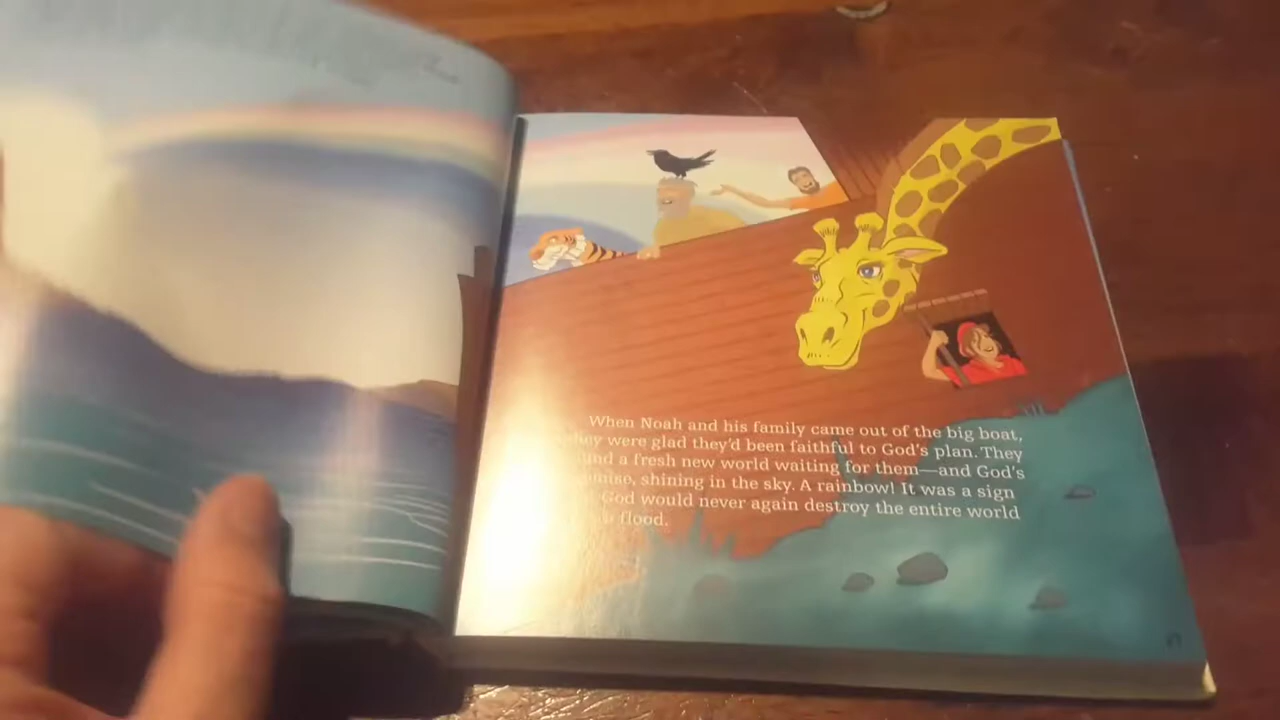 When Noah and his family came out of the big boat,
they were glad they'd been faithful to God's plan. They
found a fresh new world waiting for them—and God's
promise, shining in the sky. A rainbow! It was a sign
God would never again destroy the entire world
flood.